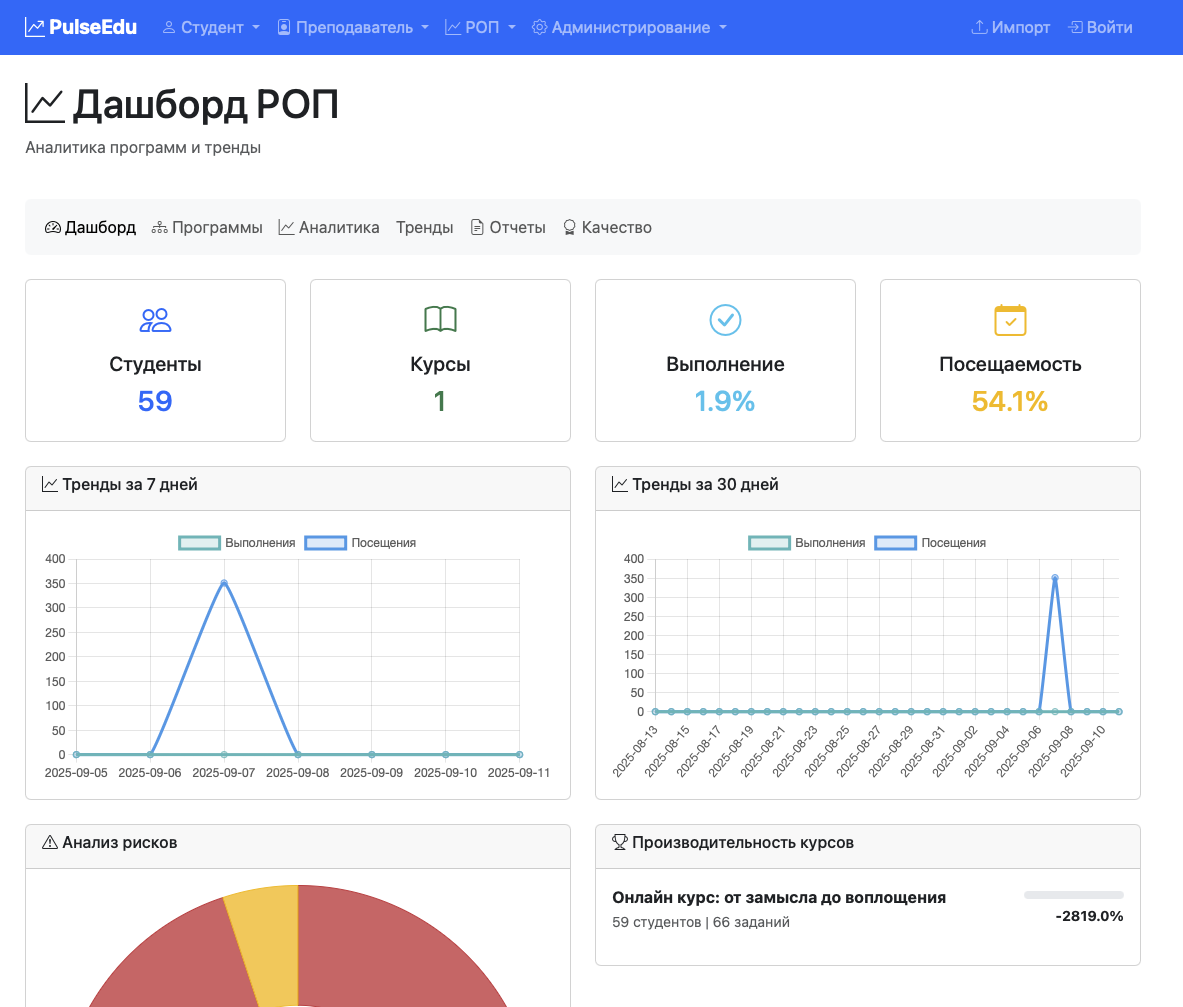 PulseEdu Студент Преподаватель РОП Администрирование Импорт Войти
Дашборд РОП
Аналитика программ и тренды
Дашборд Программы Аналитика Тренды Отчеты Качество
Студенты
59
Курсы
1
Выполнение
1.9%
Посещаемость
54.1%
Тренды за 7 дней
Выполнения Посещения
400
350
300
250
200
150
100
50
0
2025-09-05 2025-09-06 2025-09-07 2025-09-08 2025-09-09 2025-09-10 2025-09-11
Тренды за 30 дней
Выполнения Посещения
400
350
300
250
200
150
100
50
0
2025-08-13 2025-08-15 2025-08-17 2025-08-19 2025-08-21 2025-08-23 2025-08-25 2025-08-27 2025-08-29 2025-08-31 2025-09-02 2025-09-04 2025-09-06 2025-09-08 2025-09-10
Анализ рисков
Производительность курсов
Онлайн курс: от замысла до воплощения
59 студентов | 66 заданий
-2819.0%